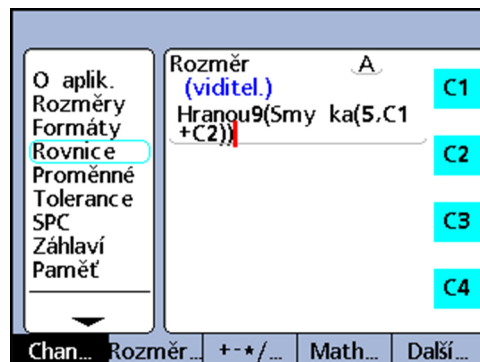 O aplik.
Rozměry
Formáty
Rovnice
Proměnné
Tolerance
SPC
Záhlaví
Paměť
Rozměr A
(viditel.)
Hranou9(Smy ka(5,C1
+C2))
C1
C2
C3
C4
Chan... Rozměr... +-*/... Math... Další...